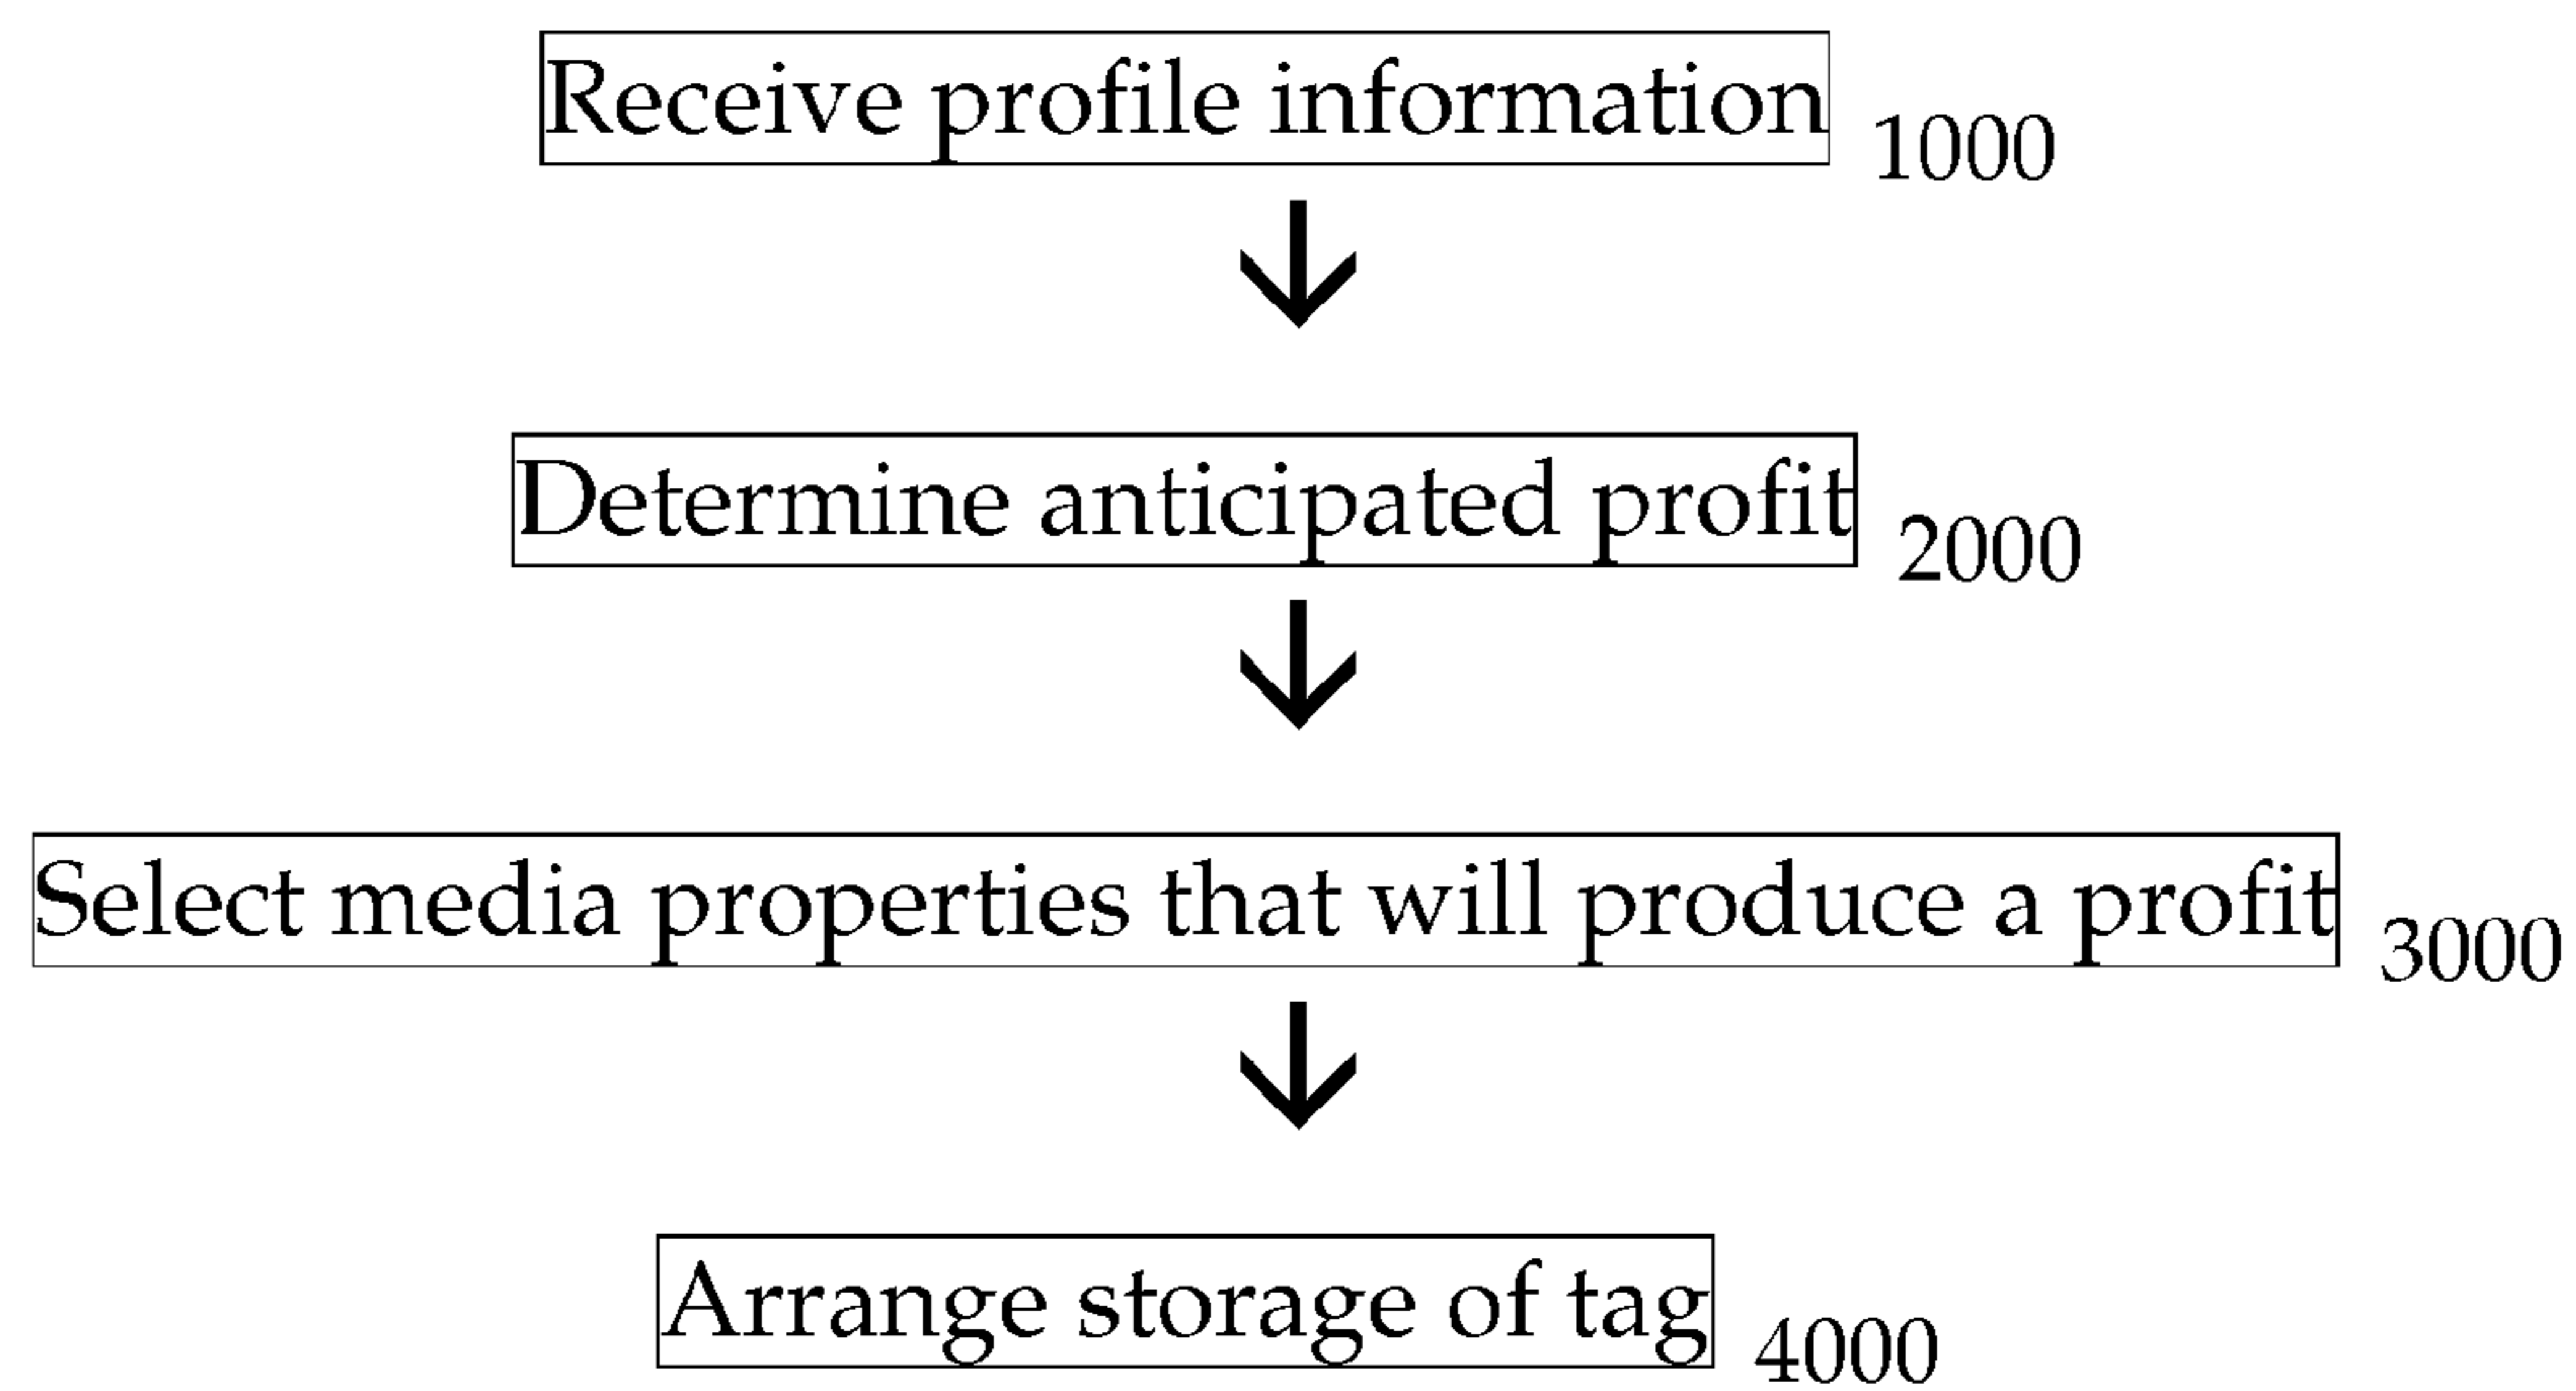 Receive profile information 1000
Determine anticipated profit 2000
Select media properties that will produce a profit 3000
Arrange storage of tag 4000